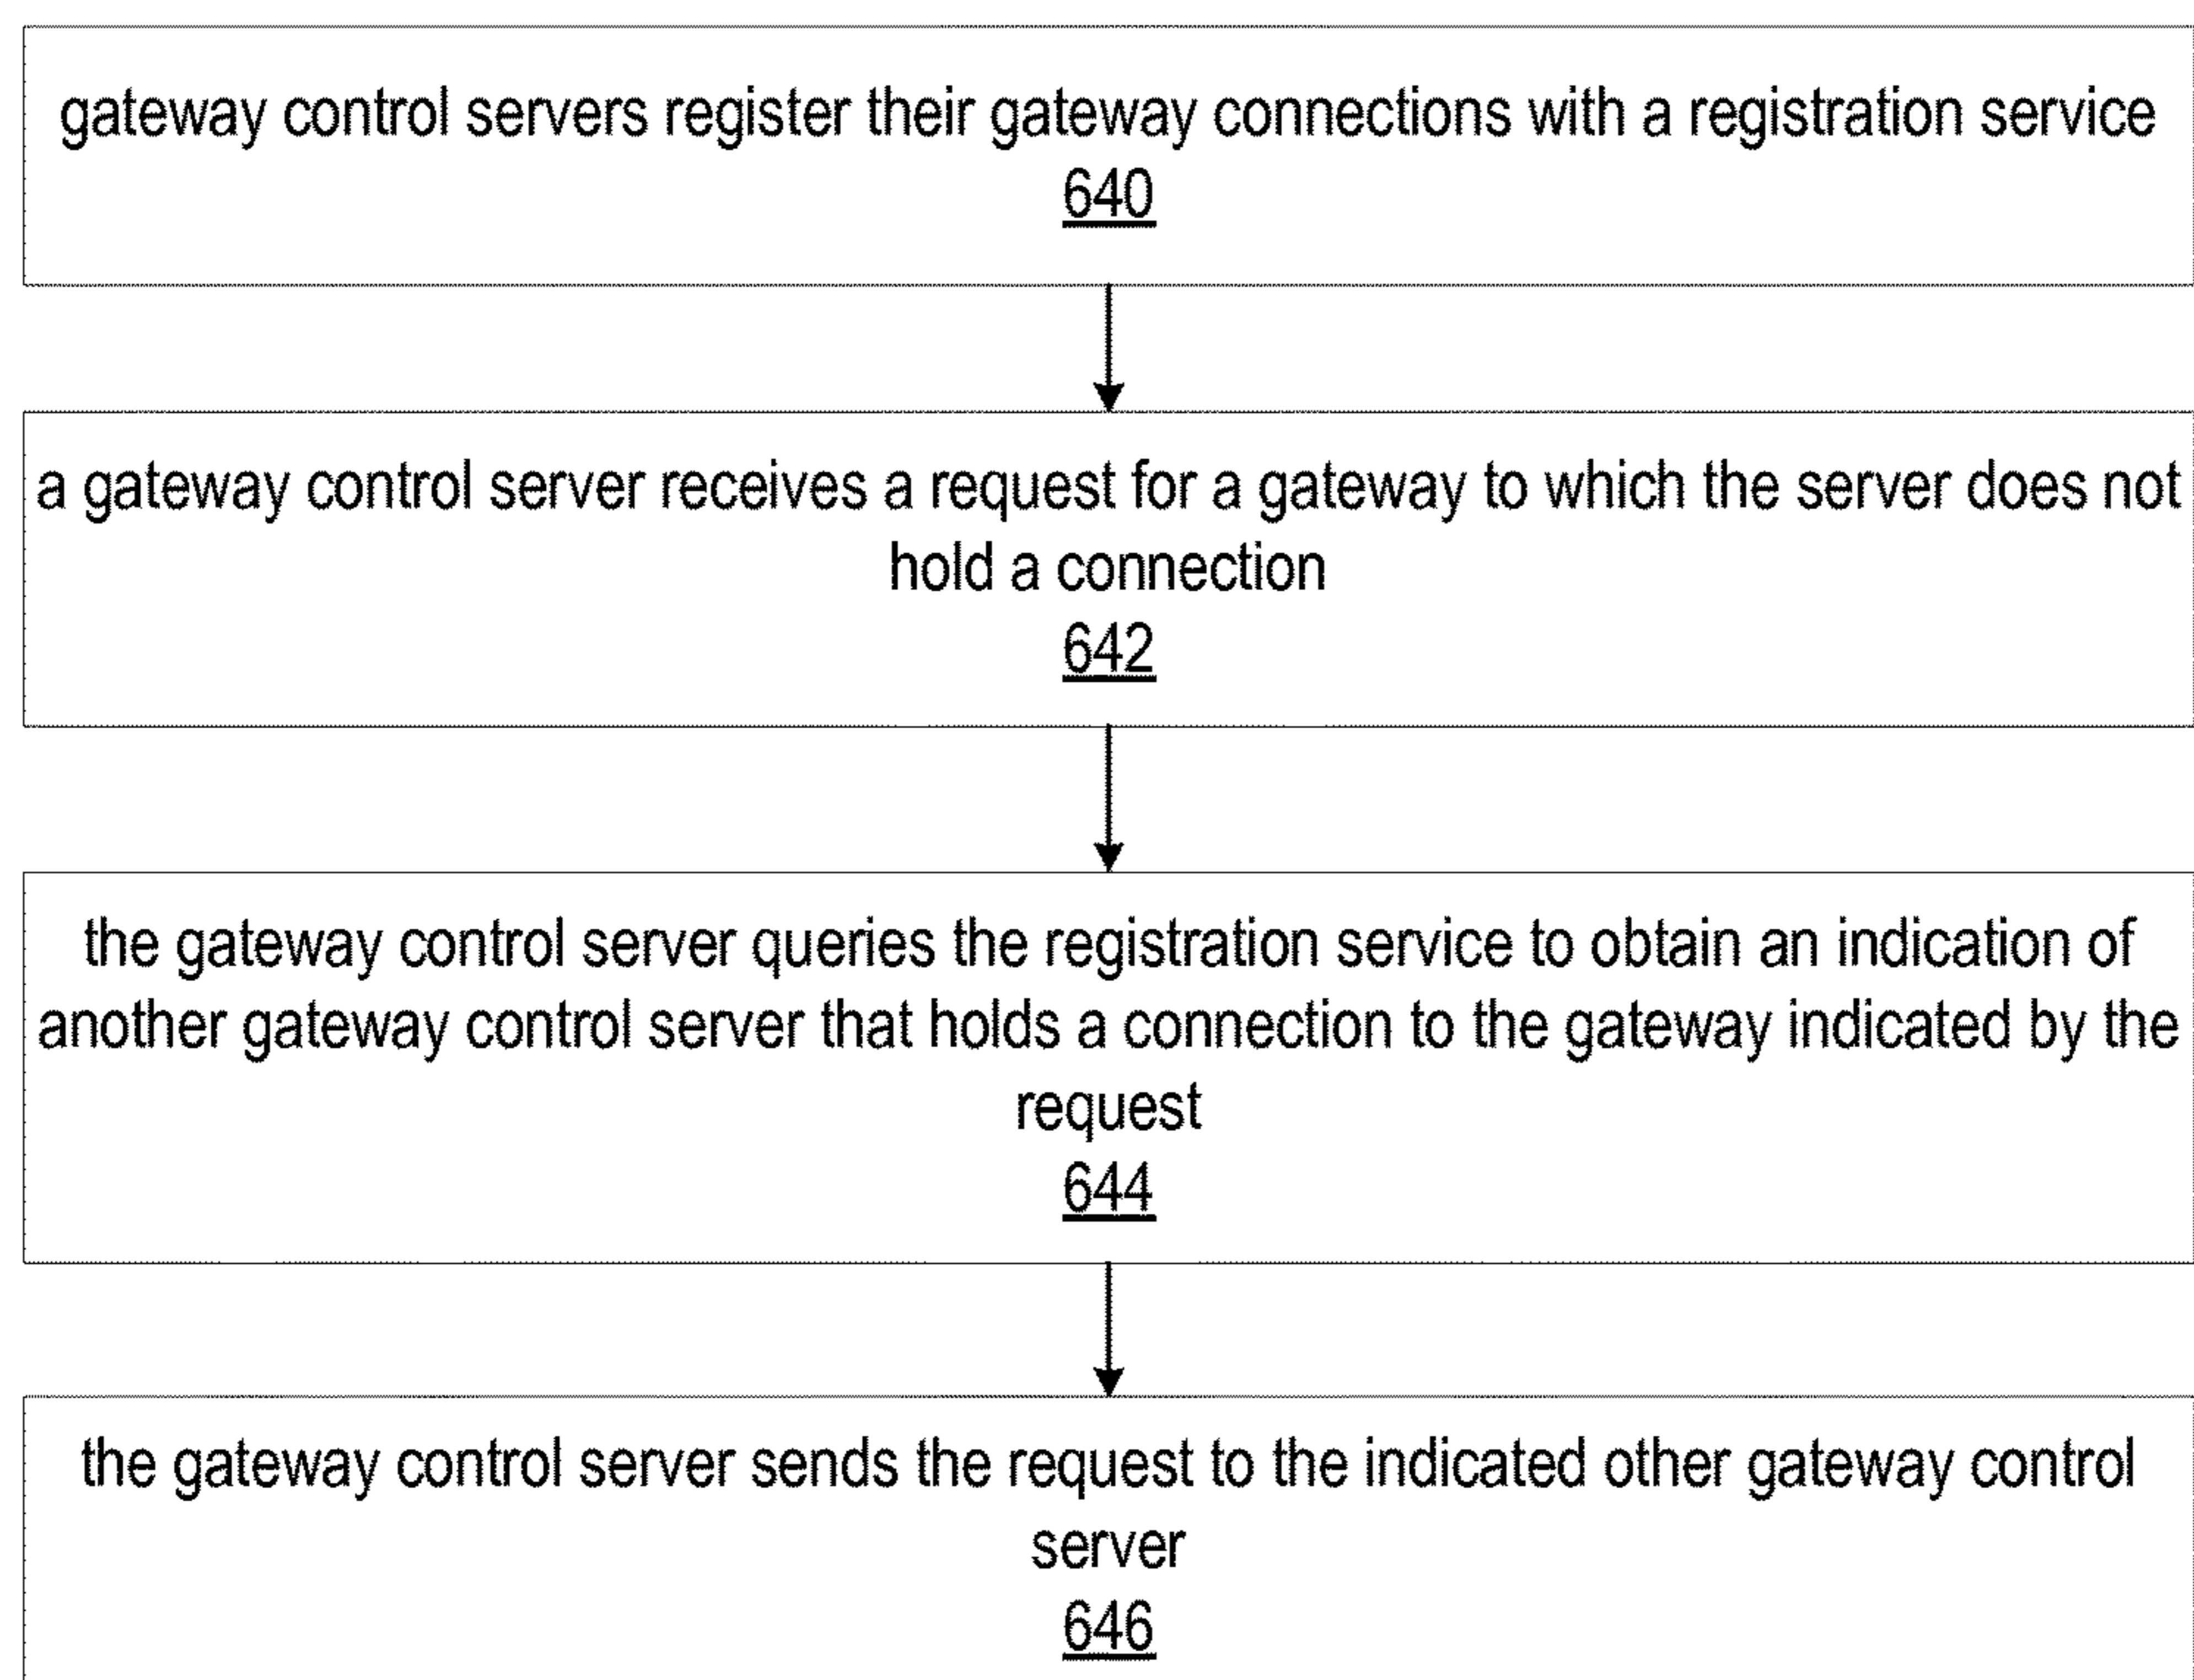 gateway control servers register their gateway connections with a registration service
640
a gateway control server receives a request for a gateway to which the server does not
hold a connection
642
the gateway control server queries the registration service to obtain an indication of
another gateway control server that holds a connection to the gateway indicated by the
request
644
the gateway control server sends the request to the indicated other gateway control
server
646